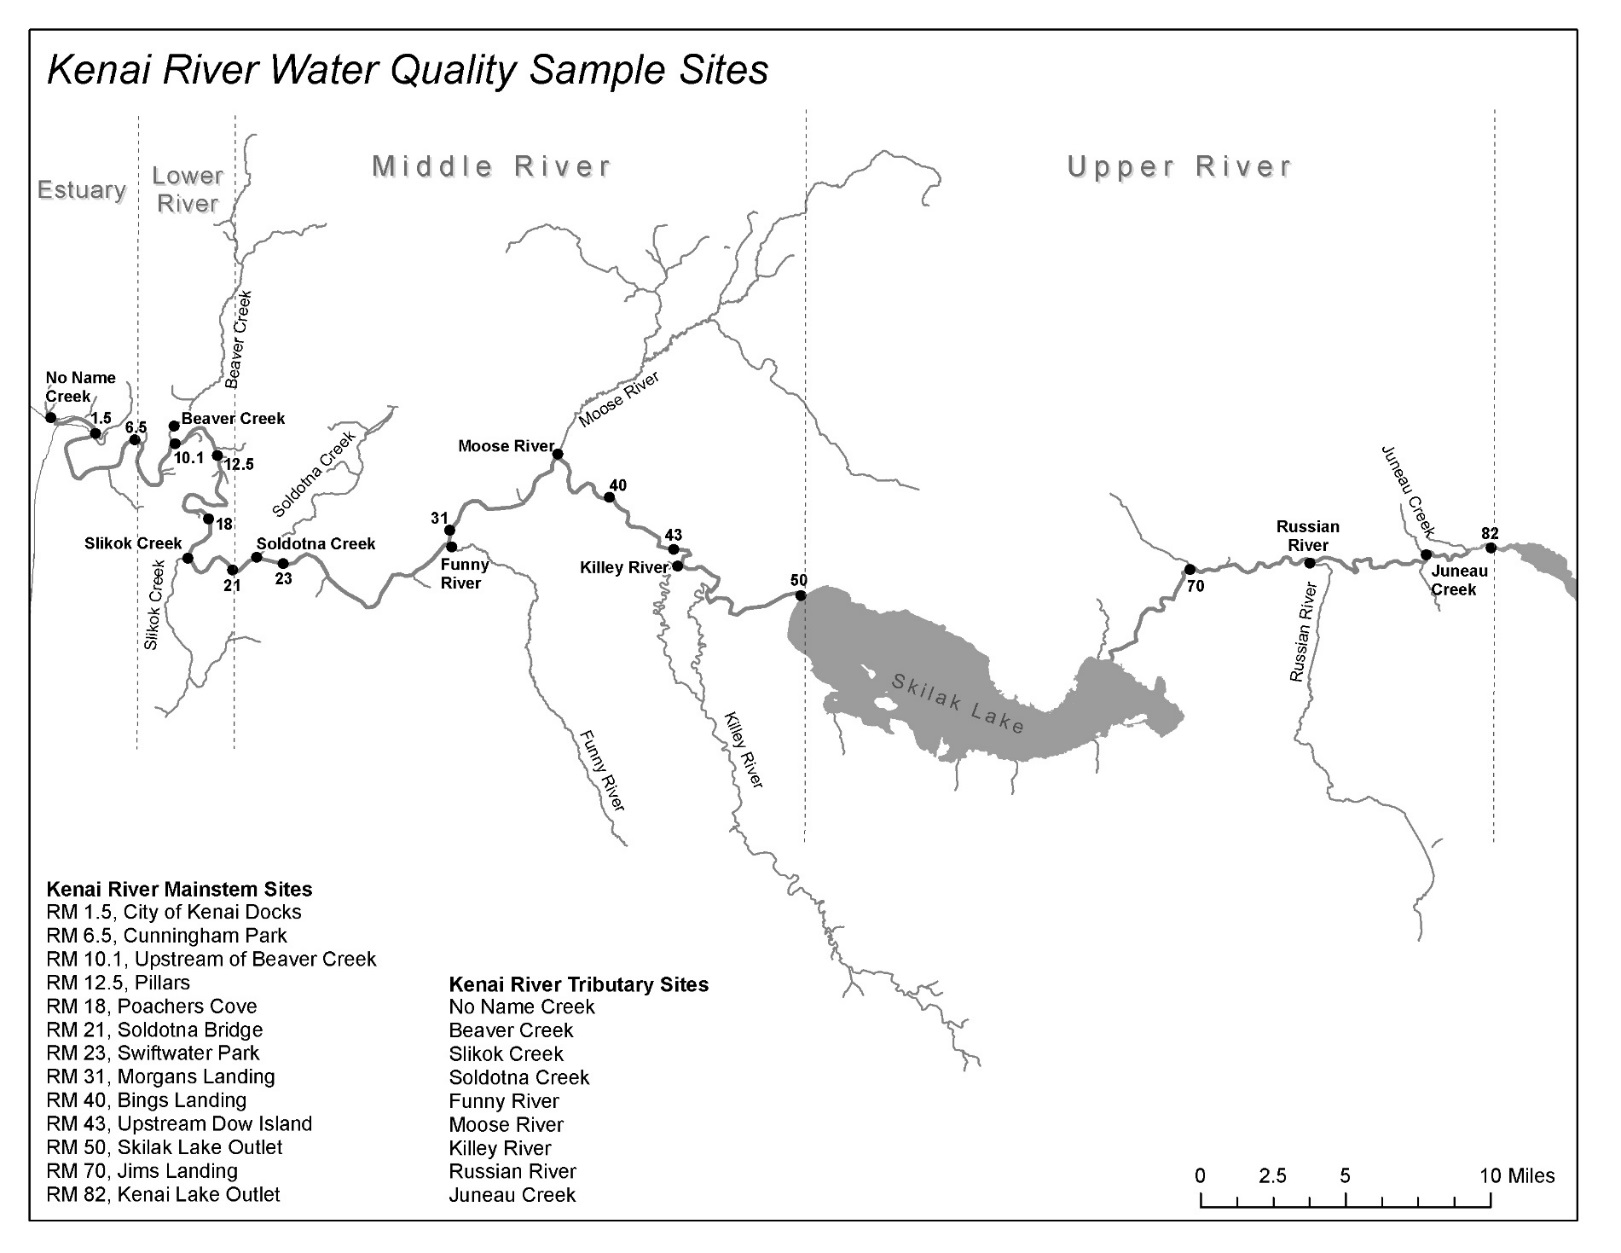 Kenai River Water Quality Sample Sites
Estuary
Lower
River
Middle River
Upper River
Beaver Creek
No Name
Creek
1.5
6.5
Beaver Creek
10.1
12.5
Moose River
Moose River
Soldotna Creek
18
Slikok Creek
Slikok Creek
21
Soldotna Creek
23
31
Funny
River
Funny River
40
43
Killey River
Killey River
50
Skilak Lake
70
Russian
River
Russian River
Juneau Creek
Juneau
Creek
82
Kenai River Mainstem Sites
RM 1.5, City of Kenai Docks
RM 6.5, Cunningham Park
RM 10.1, Upstream of Beaver Creek
RM 12.5, Pillars
RM 18, Poachers Cove
RM 21, Soldotna Bridge
RM 23, Swiftwater Park
RM 31, Morgans Landing
RM 40, Bings Landing
RM 43, Upstream Dow Island
RM 50, Skilak Lake Outlet
RM 70, Jims Landing
RM 82, Kenai Lake Outlet
Kenai River Tributary Sites
No Name Creek
Beaver Creek
Slikok Creek
Soldotna Creek
Funny River
Moose River
Killey River
Russian River
Juneau Creek
0 2.5 5 10 Miles